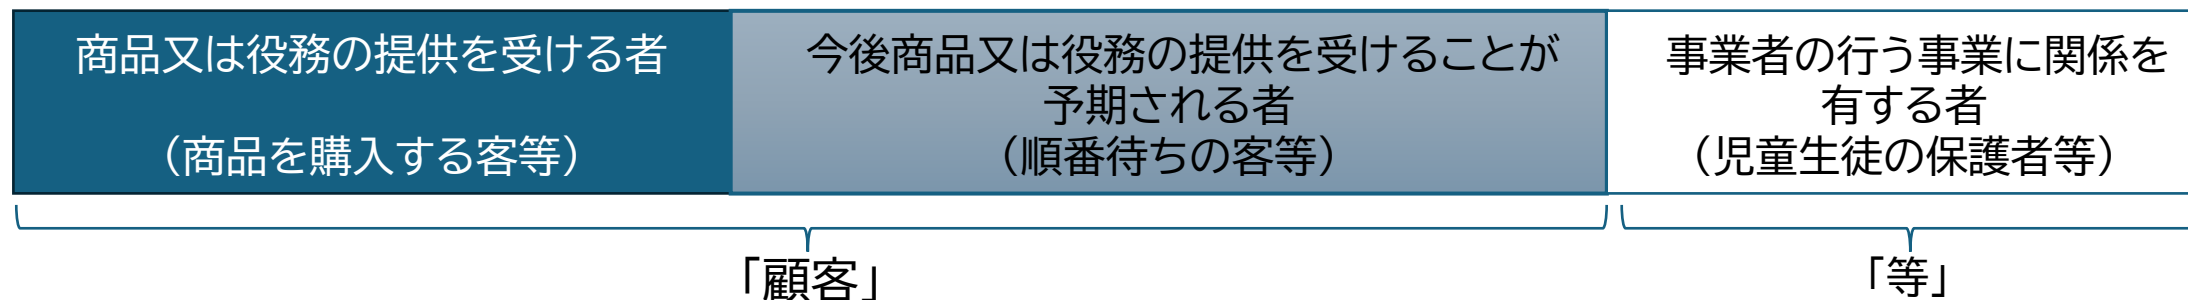 商品又は役務の提供を受ける者
（商品を購入する客等）
今後商品又は役務の提供を受けることが
予期される者
（順番待ちの客等）
事業者の行う事業に関係を
有する者
（児童生徒の保護者等）
「顧客」
「等」